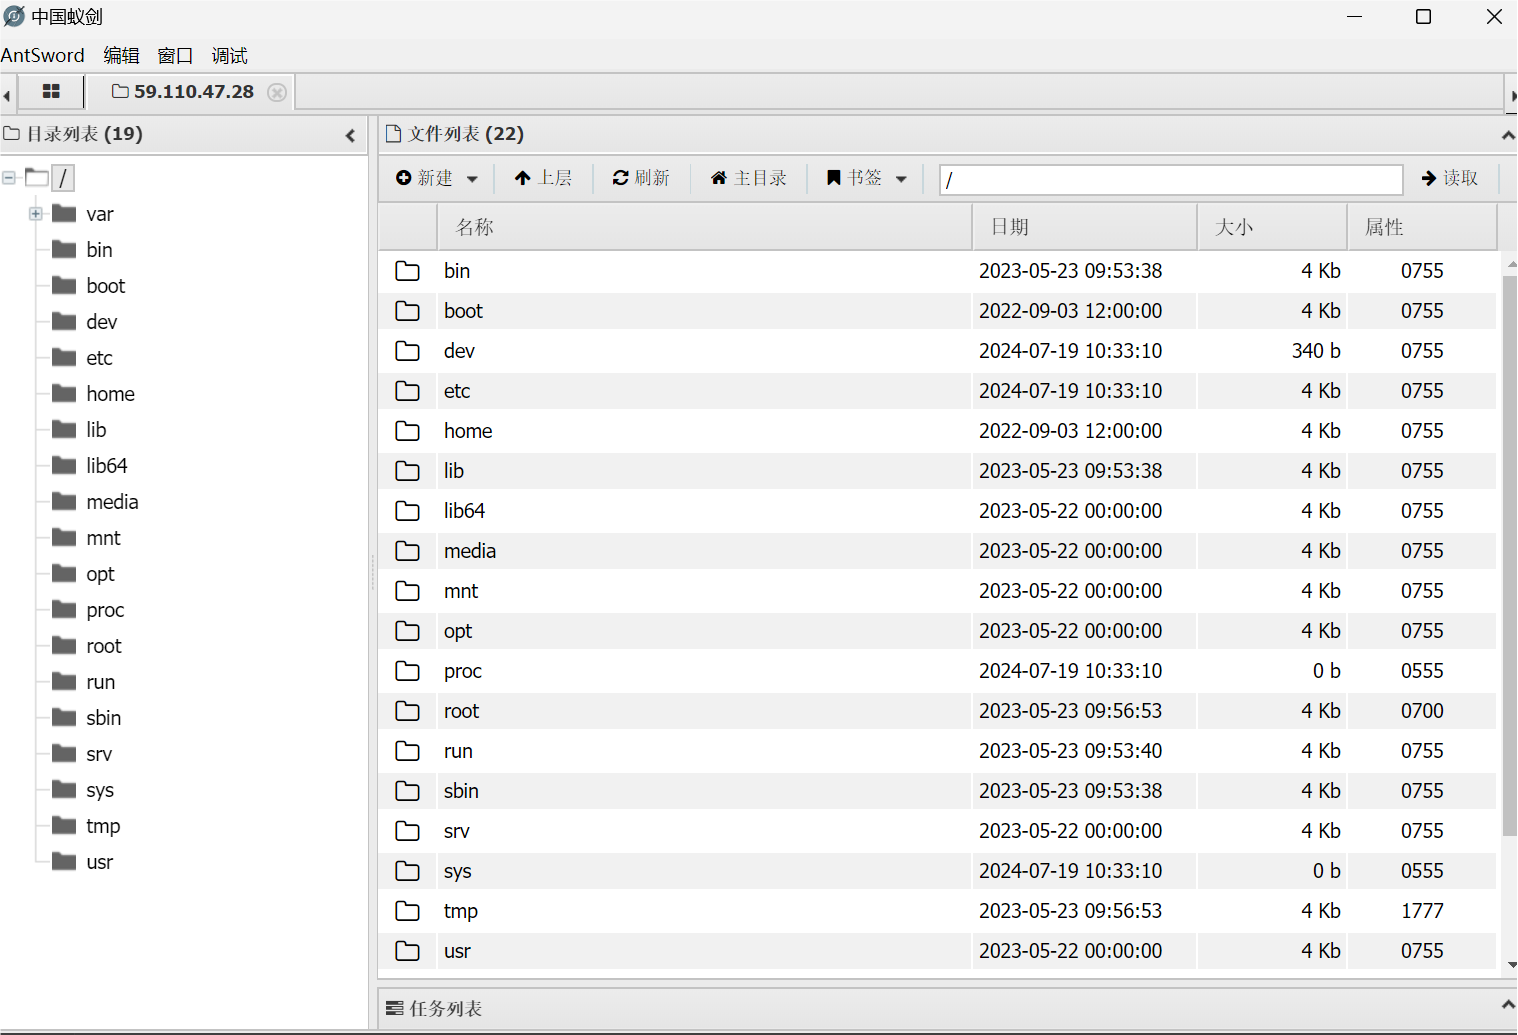 中国蚁剑
AntSword 编辑 窗口 调试
59.110.47.28
目录列表 (19)
/
var
bin
boot
dev
etc
home
lib
lib64
media
mnt
opt
proc
root
run
sbin
srv
sys
tmp
usr
文件列表 (22)
新建 上层 刷新 主目录 书签 / 读取
名称 日期 大小 属性
bin 2023-05-23 09:53:38 4 Kb 0755
boot 2022-09-03 12:00:00 4 Kb 0755
dev 2024-07-19 10:33:10 340 b 0755
etc 2024-07-19 10:33:10 4 Kb 0755
home 2022-09-03 12:00:00 4 Kb 0755
lib 2023-05-23 09:53:38 4 Kb 0755
lib64 2023-05-22 00:00:00 4 Kb 0755
media 2023-05-22 00:00:00 4 Kb 0755
mnt 2023-05-22 00:00:00 4 Kb 0755
opt 2023-05-22 00:00:00 4 Kb 0755
proc 2024-07-19 10:33:10 0 b 0555
root 2023-05-23 09:56:53 4 Kb 0700
run 2023-05-23 09:53:40 4 Kb 0755
sbin 2023-05-23 09:53:38 4 Kb 0755
srv 2023-05-22 00:00:00 4 Kb 0755
sys 2024-07-19 10:33:10 0 b 0555
tmp 2023-05-23 09:56:53 4 Kb 1777
usr 2023-05-22 00:00:00 4 Kb 0755
任务列表